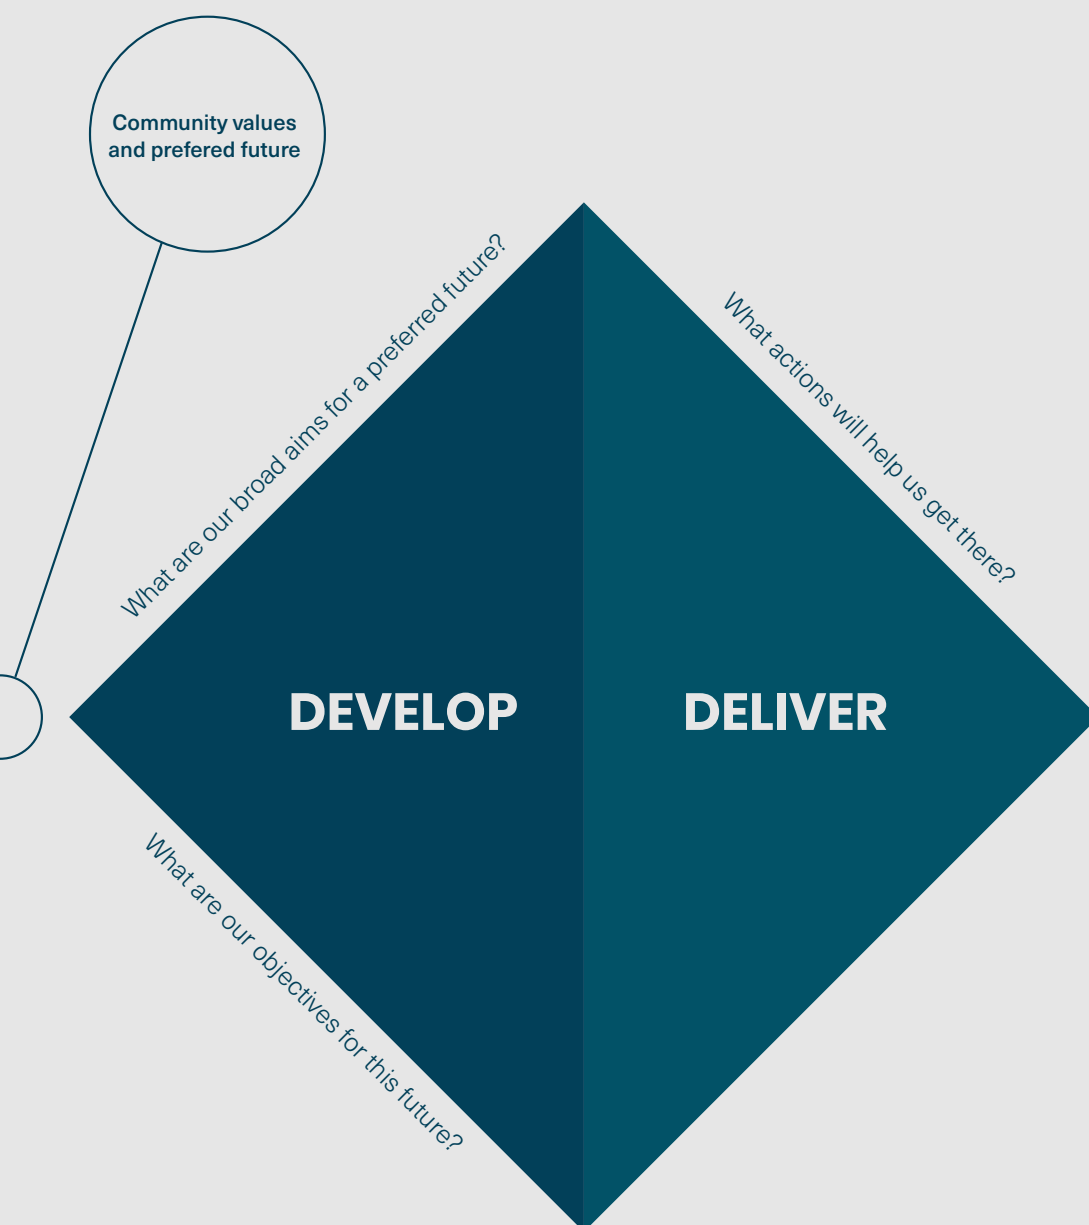 Community values
and prefered future
What are our broad aims for a preferred future?
What actions will help us get there?
DEVELOP
DELIVER
What are our objectives for this future?